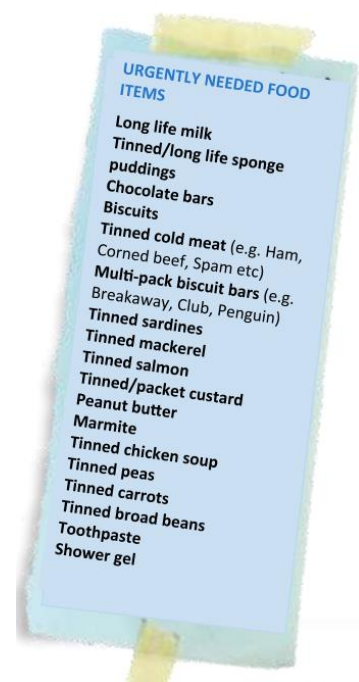 URGENTLY NEEDED FOOD
ITEMS
Long life milk
Tinned/long life sponge
puddings
Chocolate bars
Biscuits
Tinned cold meat (e.g. Ham,
Corned beef, Spam etc)
Multi-pack biscuit bars (e.g.
Breakaway, Club, Penguin)
Tinned sardines
Tinned mackerel
Tinned salmon
Tinned/packet custard
Peanut butter
Marmite
Tinned chicken soup
Tinned peas
Tinned carrots
Tinned broad beans
Toothpaste
Shower gel